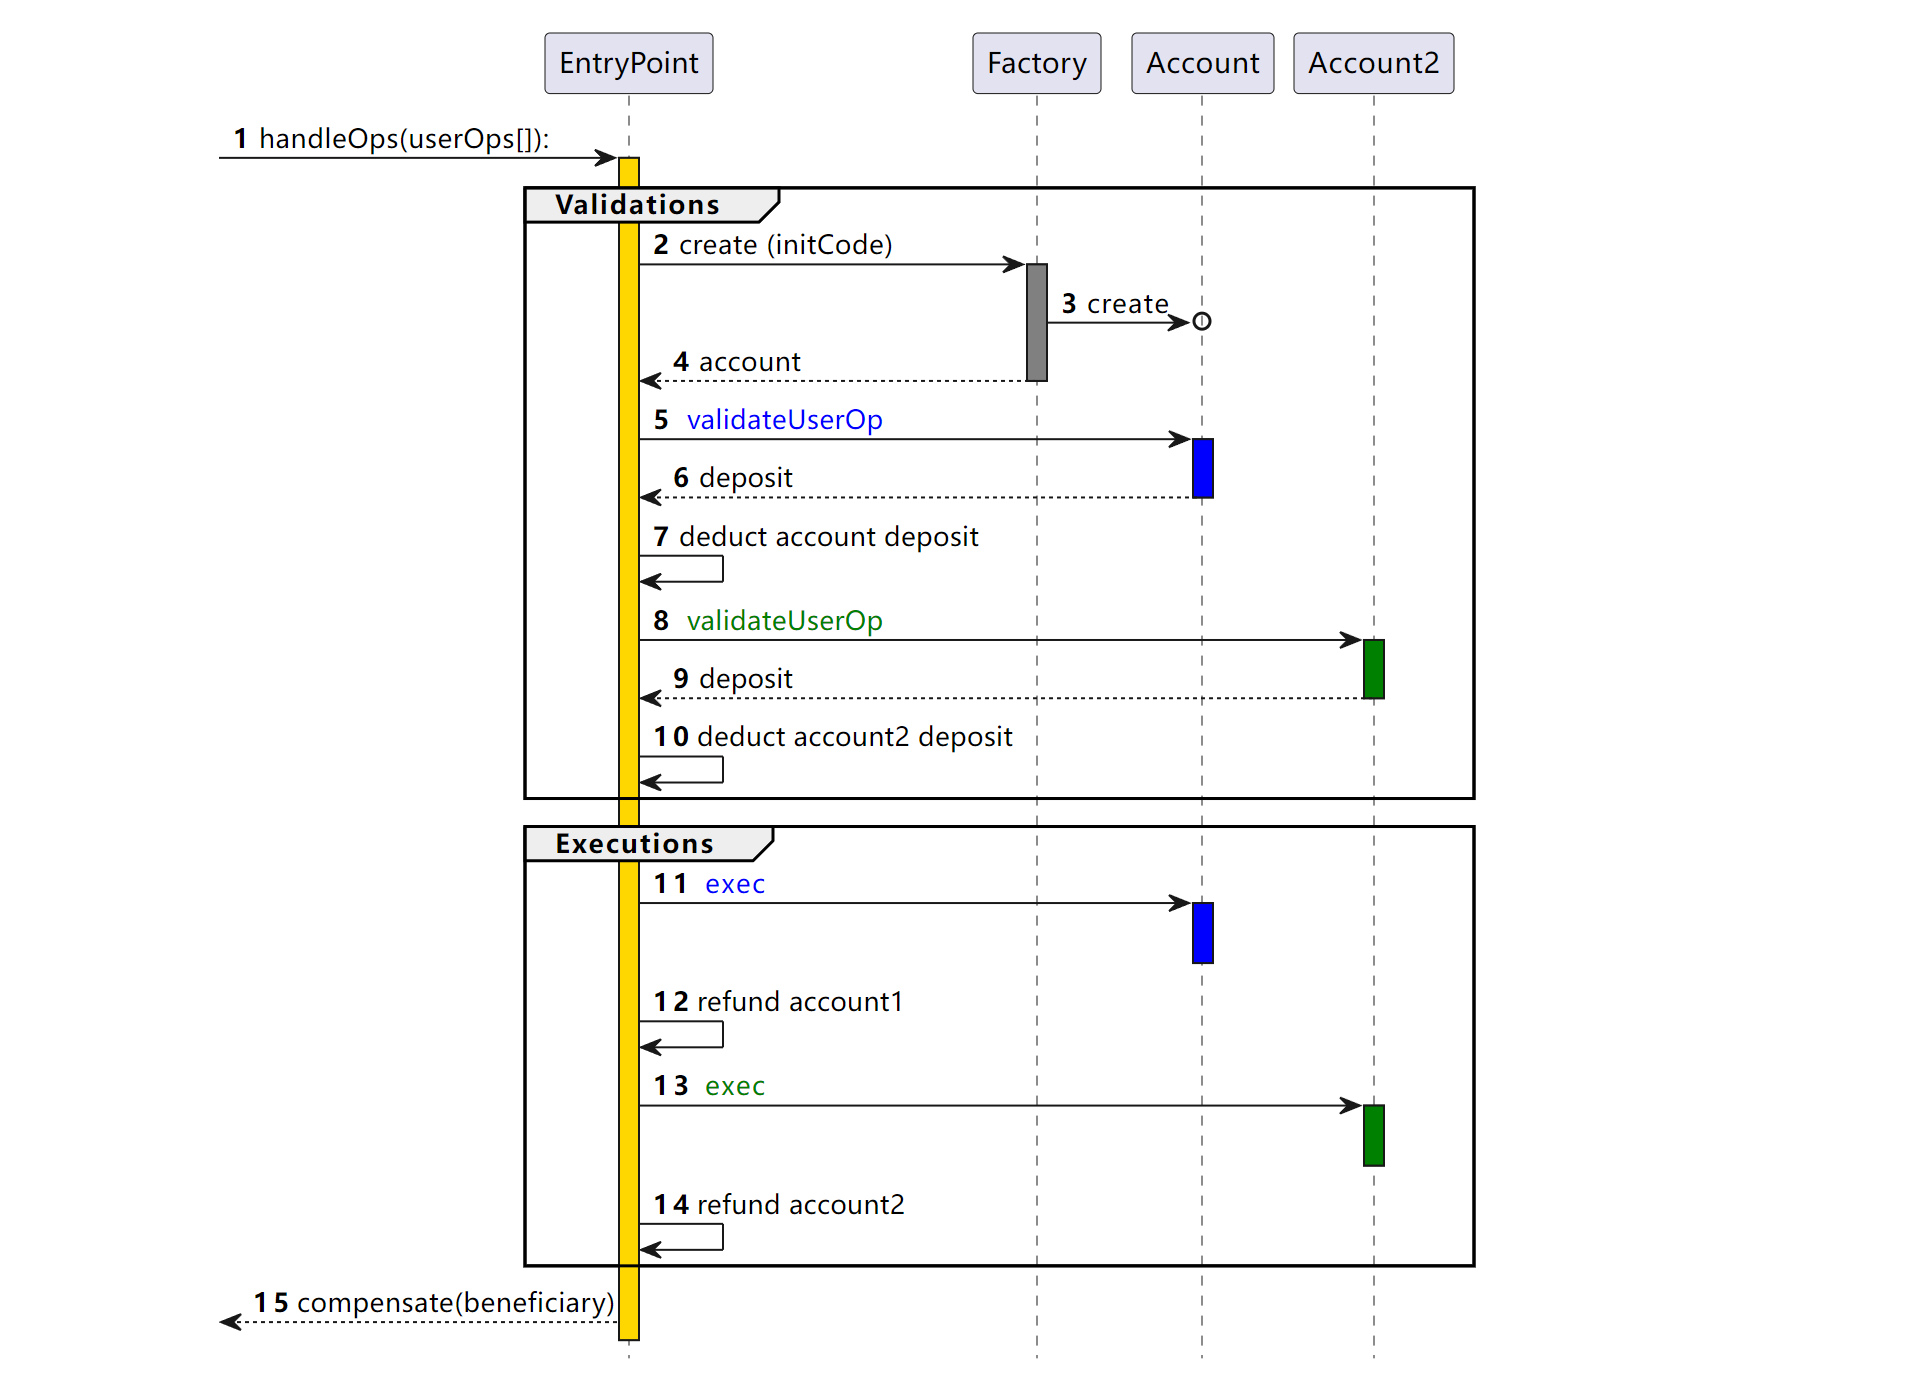 EntryPoint Factory Account Account2
1 handleOps(userOps[]):
Validations
2 create (initCode)
3 create
4 account
5 validateUserOp
6 deposit
7 deduct account deposit
8 validateUserOp
9 deposit
10 deduct account2 deposit
Executions
11 exec
12 refund account1
13 exec
14 refund account2
15 compensate(beneficiary)